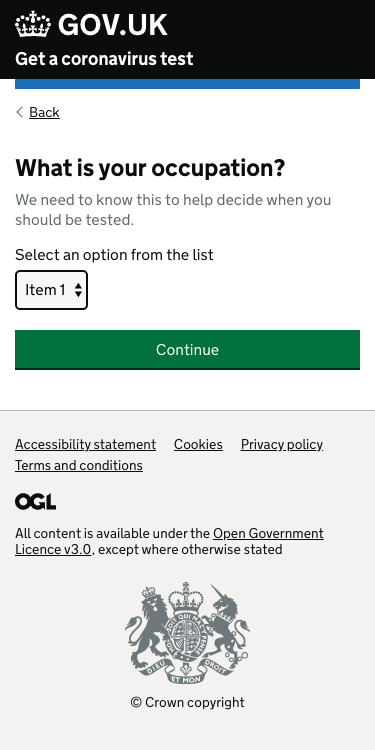 GOV.UK
Get a coronavirus test
Back
What is your occupation?
We need to know this to help decide when you
should be tested.
Select an option from the list
Item 1
Continue
Accessibility statement Cookies Privacy policy
Terms and conditions
OGL
All content is available under the Open Government
Licence v3.0, except where otherwise stated
DIEU ET MON DROIT
© Crown copyright